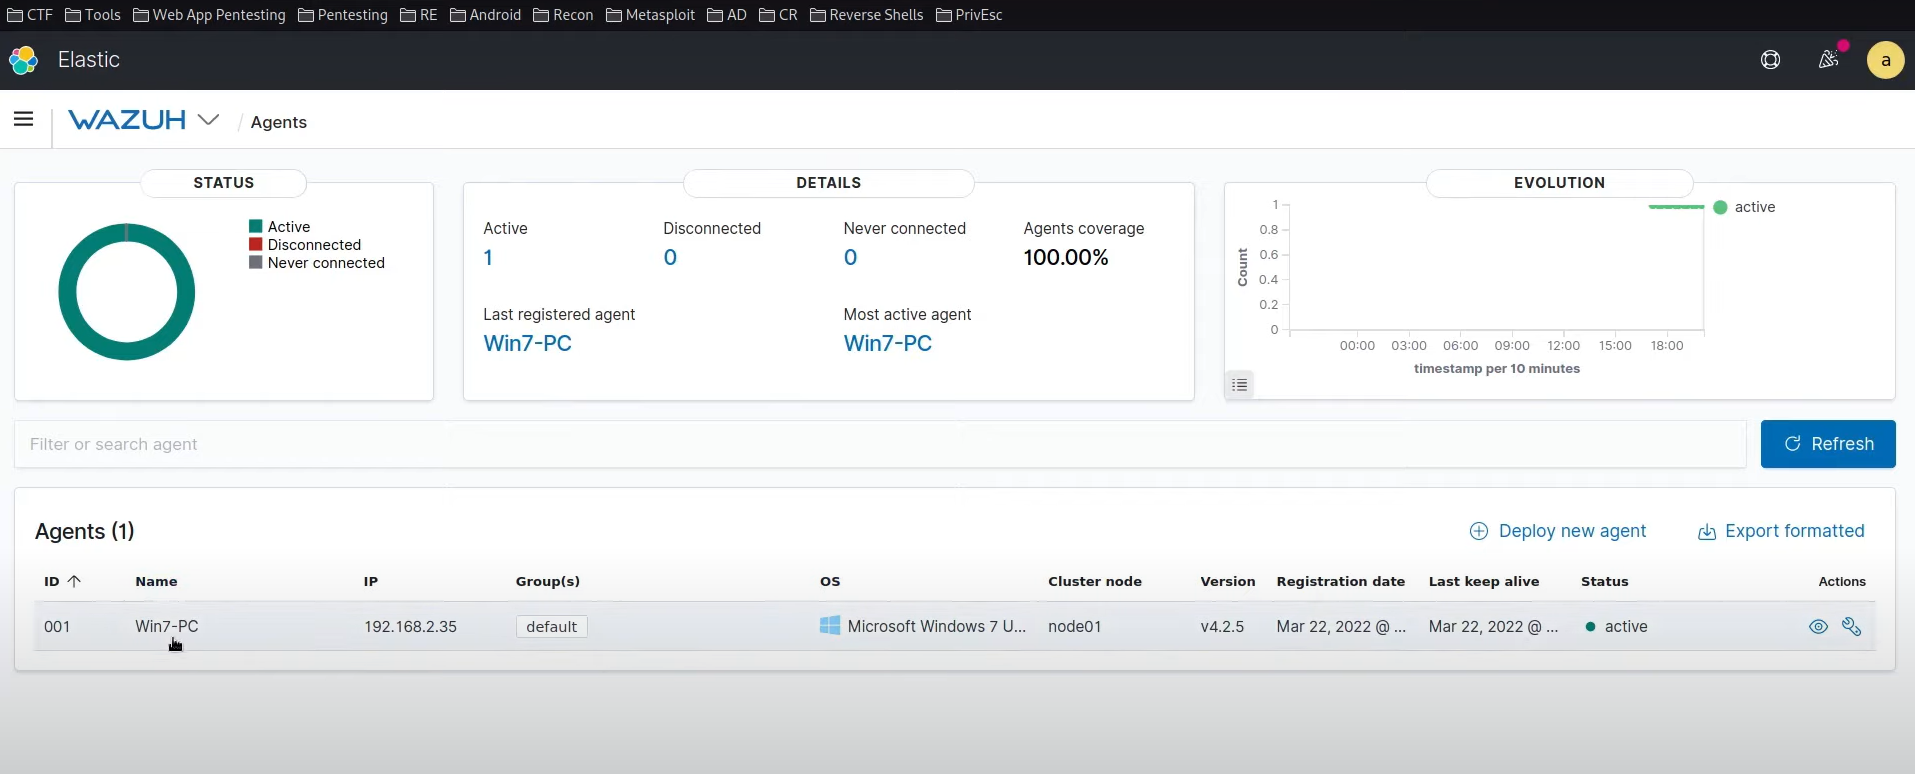 CTF Tools Web App Pentesting Pentesting RE Android Recon Metasploit AD CR Reverse Shells PrivEsc
Elastic
a
WAZUH / Agents
STATUS
Active
Disconnected
Never connected
DETAILS
Active Disconnected Never connected Agents coverage
1 0 0 100.00%
Last registered agent Most active agent
Win7-PC Win7-PC
EVOLUTION
active
Count
1
0.8
0.6
0.4
0.2
0
00:00 03:00 06:00 09:00 12:00 15:00 18:00
timestamp per 10 minutes
Filter or search agent
Refresh
Agents (1) Deploy new agent Export formatted
ID Name IP Group(s) OS Cluster node Version Registration date Last keep alive Status Actions
001 Win7-PC 192.168.2.35 default Microsoft Windows 7 U... node01 v4.2.5 Mar 22, 2022 @ ... Mar 22, 2022 @ ... active